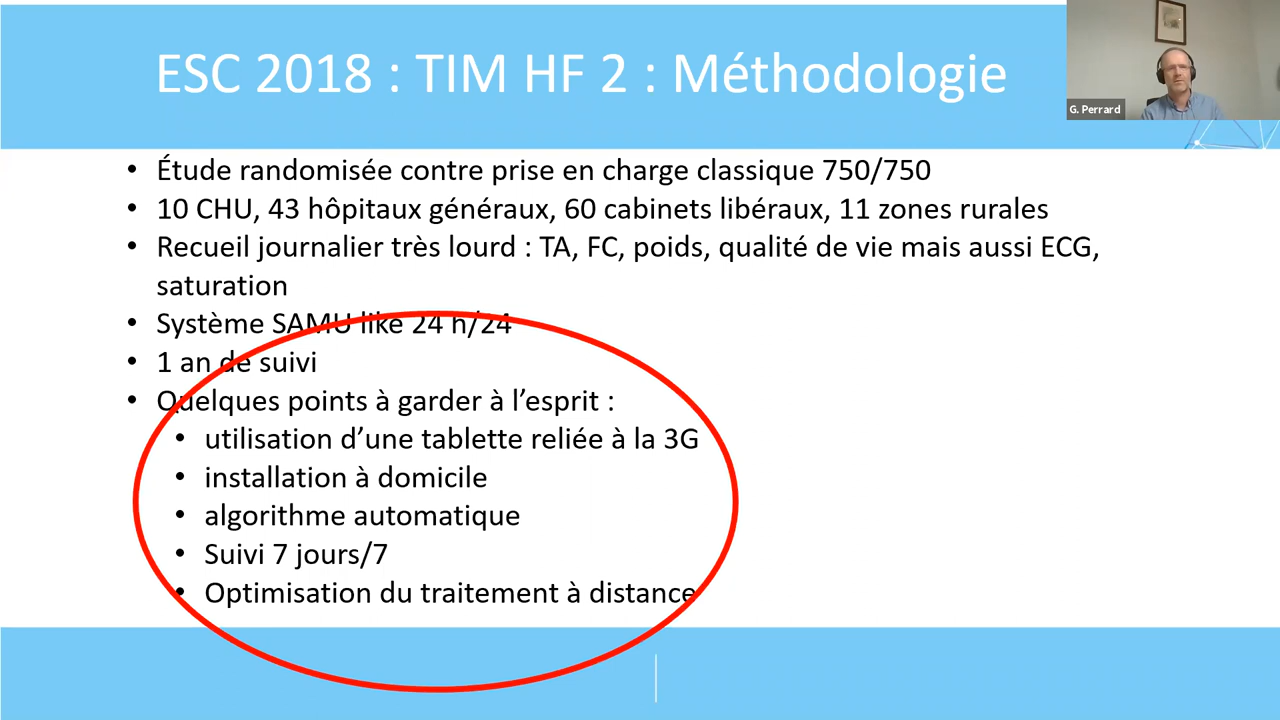 ESC 2018 : TIM HF 2 : Méthodologie
G. Perrard
• Étude randomisée contre prise en charge classique 750/750
• 10 CHU, 43 hôpitaux généraux, 60 cabinets libéraux, 11 zones rurales
• Recueil journalier très lourd : TA, FC, poids, qualité de vie mais aussi ECG,
saturation
• Système SAMU like 24 h/24
• 1 an de suivi
• Quelques points à garder à l’esprit :
• utilisation d’une tablette reliée à la 3G
• installation à domicile
• algorithme automatique
• Suivi 7 jours/7
• Optimisation du traitement à distance